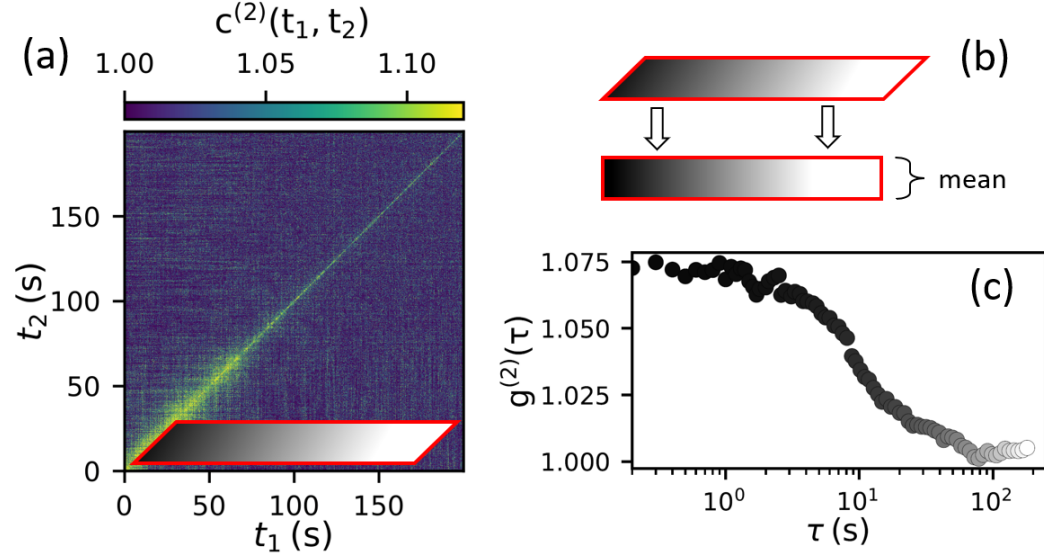 (a)
c⁽²⁾(t₁, t₂)
1.00 1.05 1.10
t₂ (s)
150
100
50
0
0 50 100 150
t₁ (s)
(b)
mean
(c)
g⁽²⁾(τ)
1.075
1.050
1.025
1.000
10⁰ 10¹ 10²
τ (s)